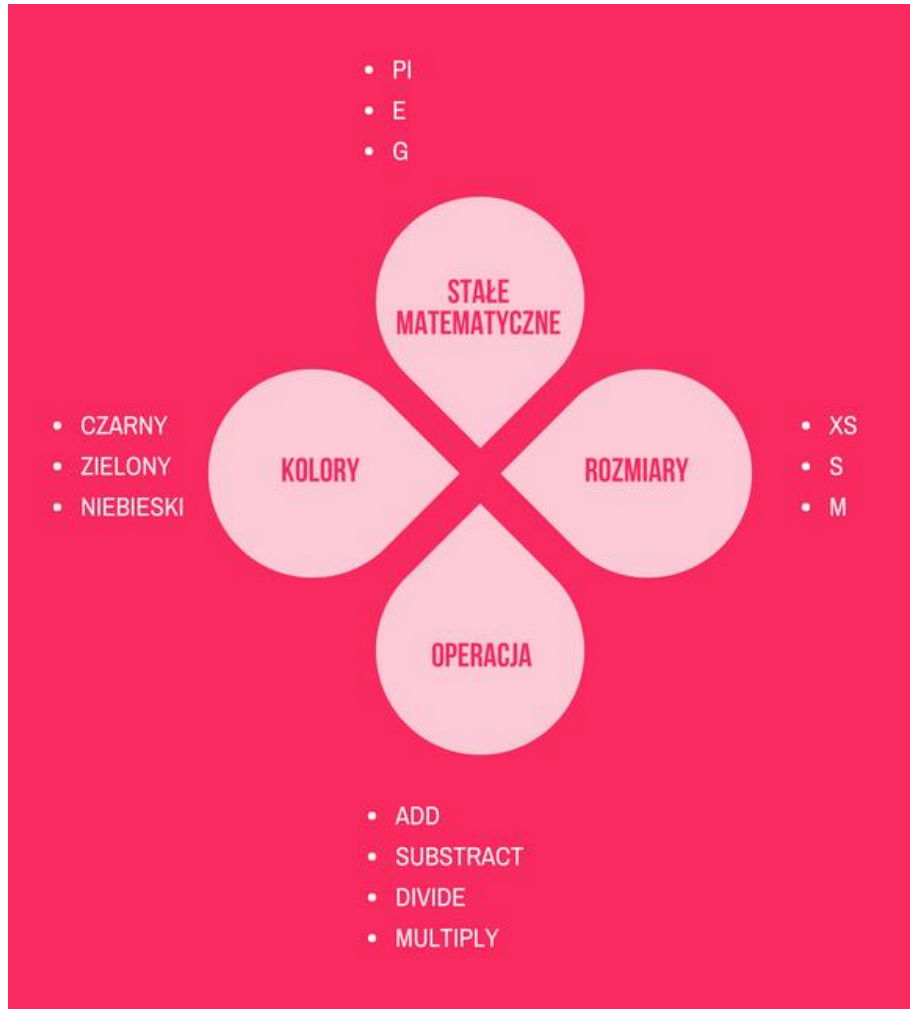 • PI
• E
• G
STAŁE
MATEMATYCZNE
• CZARNY
• ZIELONY
• NIEBIESKI
KOLORY
ROZMIARY
• XS
• S
• M
OPERACJA
• ADD
• SUBSTRACT
• DIVIDE
• MULTIPLY